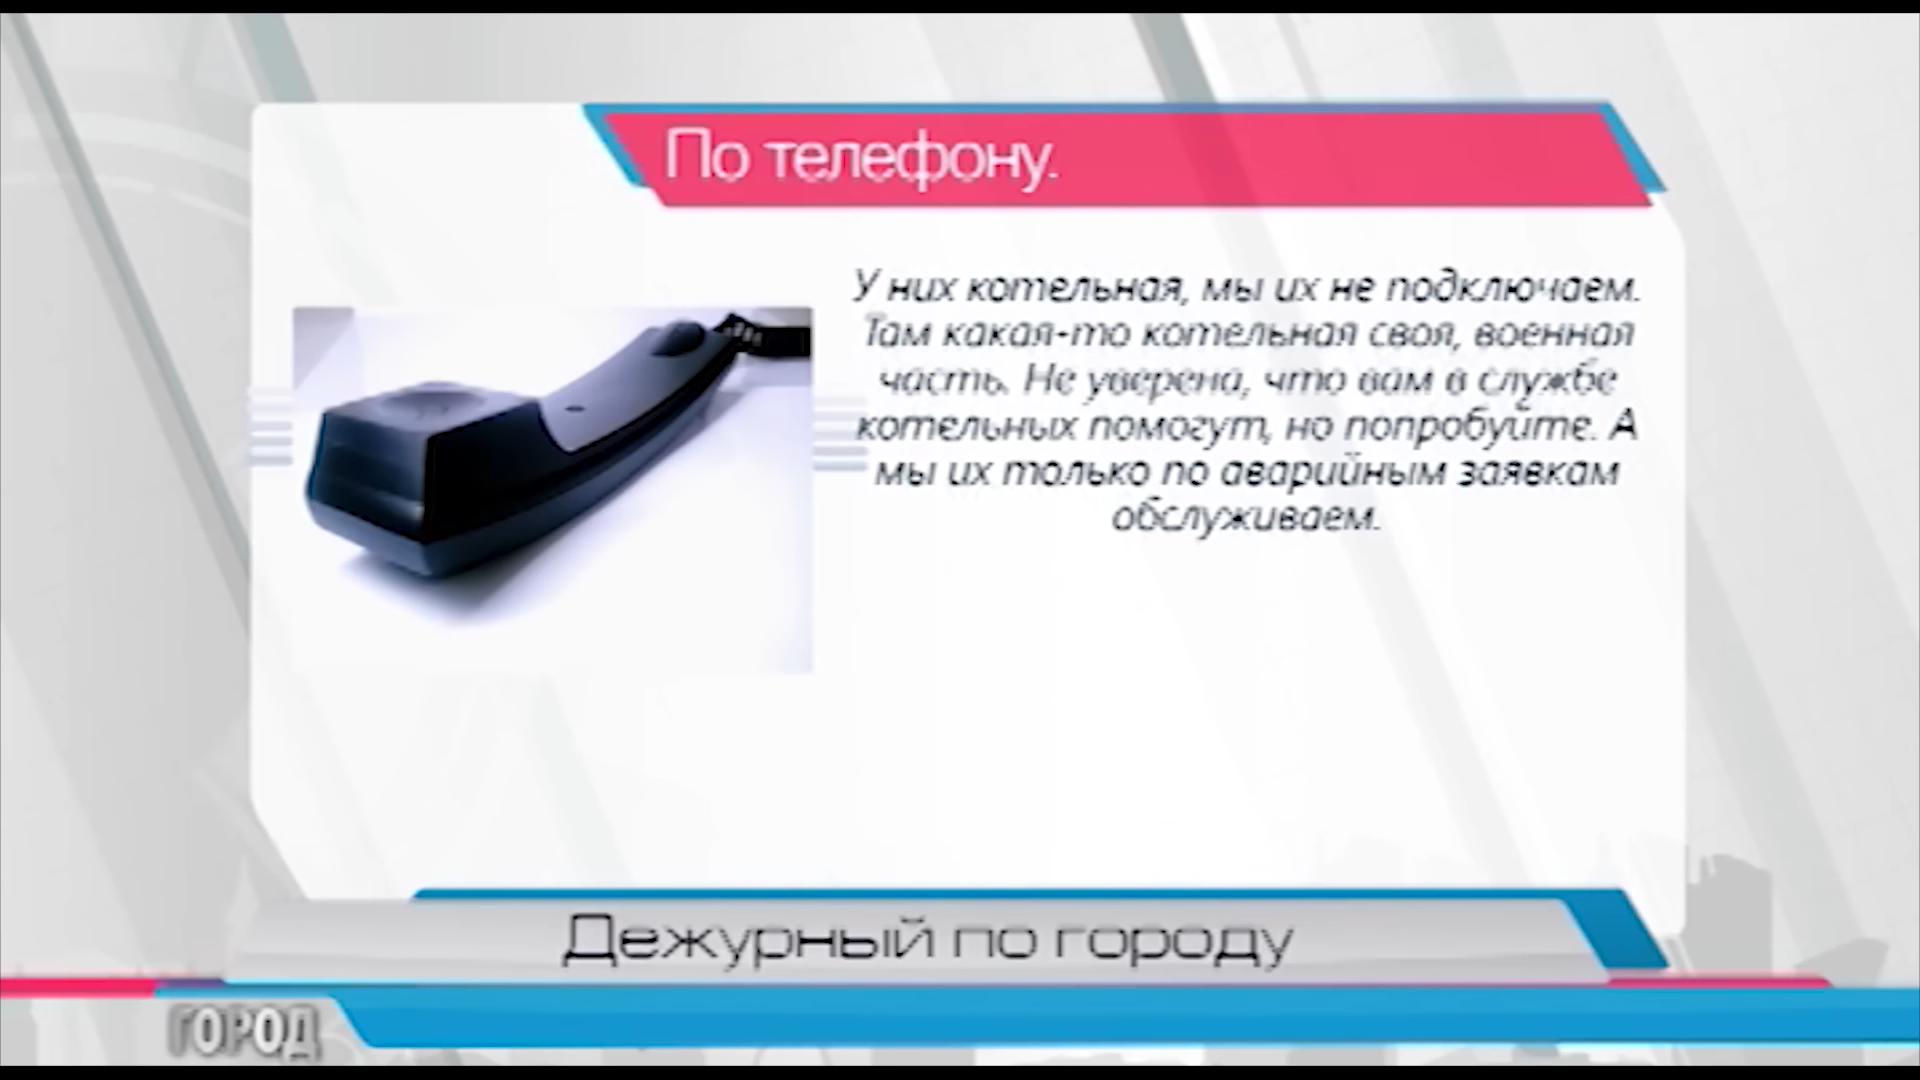 По телефону.
У них котельная, мы их не подключаем.
Там какая-то котельная своя, военная
часть. Не уверена, что вам в службе
котельных помогут, но попробуйте. А
мы их только по аварийным заявкам
обслуживаем.
Дежурный по городу
ГОРОД